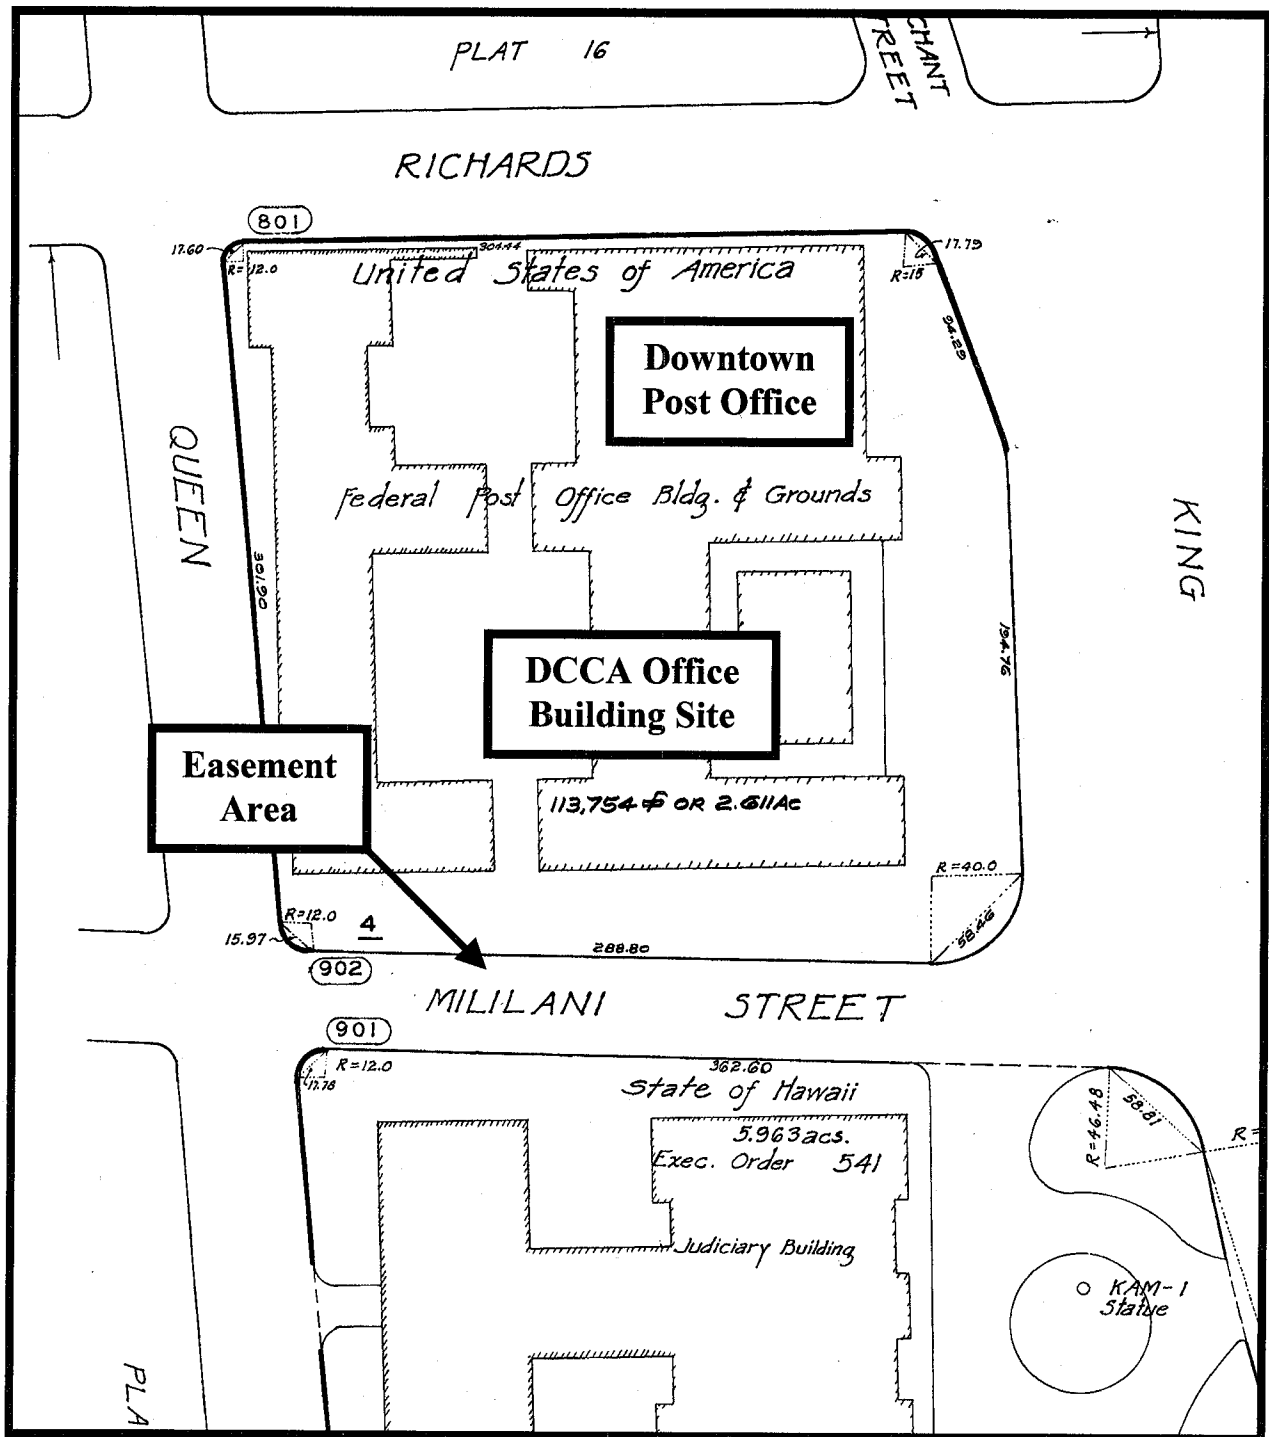 PLAT 16
CHANT
TREET
RICHARDS
801
17.60
R=12.0
304.44
17.79
R=15
United States of America
94.29
Downtown
Post Office
QUEEN
Federal Post Office Bldg. & Grounds
KING
301.90
194.76
DCCA Office
Building Site
Easement
Area
113,754 OR 2.611Ac
R=40.0
58.46
R=12.0
4
15.97
288.80
902
MILILANI STREET
901
R=12.0
17.78
362.60
State of Hawaii
5.963acs.
Exec. Order 541
R=46.48
58.81
R=
Judiciary Building
KAM-1
Statue
PLA